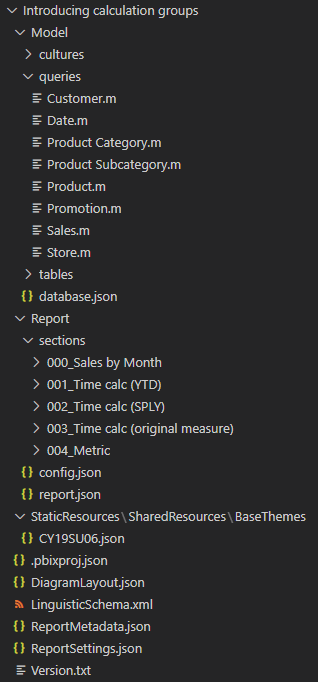 Introducing calculation groups
Model
cultures
queries
Customer.m
Date.m
Product Category.m
Product Subcategory.m
Product.m
Promotion.m
Sales.m
Store.m
tables
{} database.json
Report
sections
000_Sales by Month
001_Time calc (YTD)
002_Time calc (SPLY)
003_Time calc (original measure)
004_Metric
{} config.json
{} report.json
StaticResources\SharedResources\BaseThemes
{} CY19SU06.json
{} .pbixproj.json
{} DiagramLayout.json
LinguisticSchema.xml
{} ReportMetadata.json
{} ReportSettings.json
Version.txt